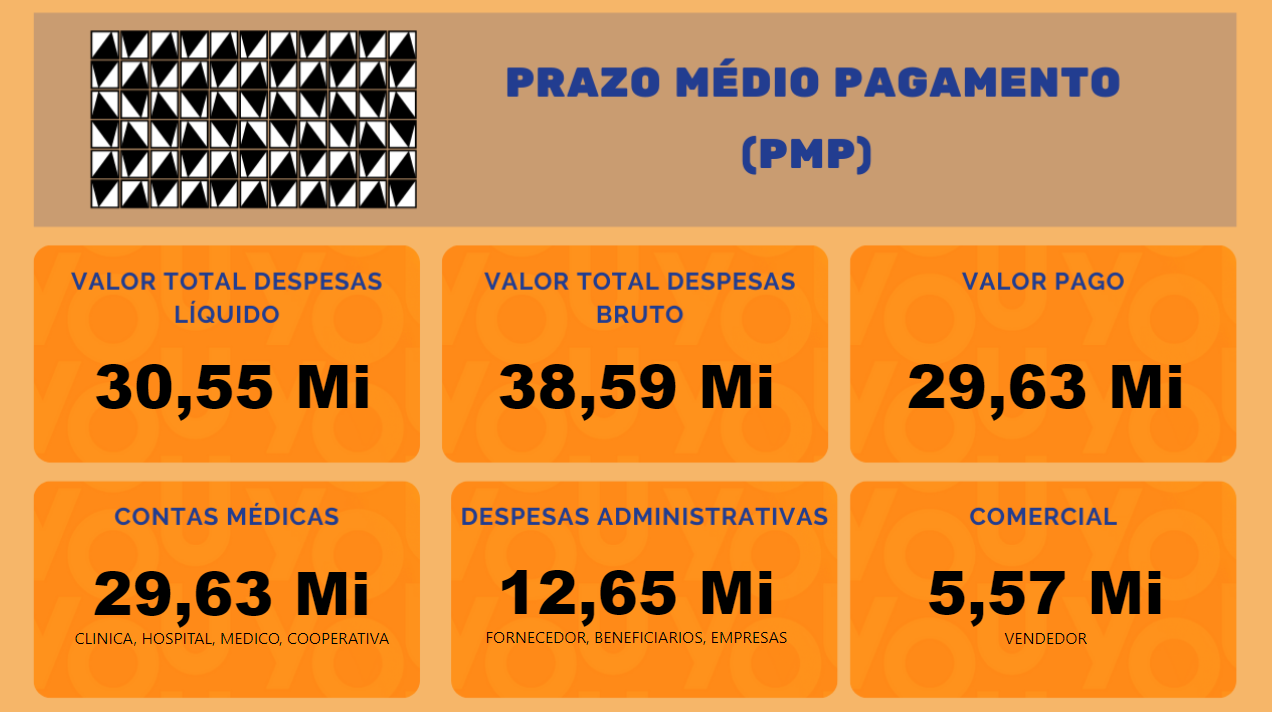 PRAZO MÉDIO PAGAMENTO
(PMP)
VALOR TOTAL DESPESAS
LÍQUIDO
30,55 Mi
VALOR TOTAL DESPESAS
BRUTO
38,59 Mi
VALOR PAGO
29,63 Mi
CONTAS MÉDICAS
29,63 Mi
CLINICA, HOSPITAL, MEDICO, COOPERATIVA
DESPESAS ADMINISTRATIVAS
12,65 Mi
FORNECEDOR, BENEFICIARIOS, EMPRESAS
COMERCIAL
5,57 Mi
VENDEDOR